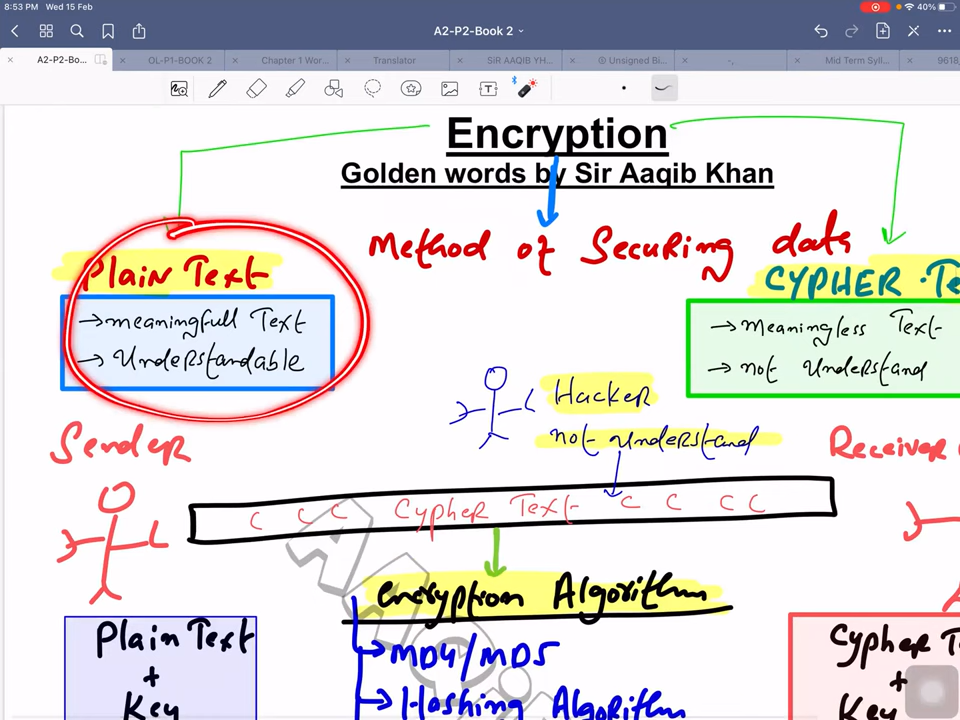 8:53 PM Wed 15 Feb
40%
A2-P2-Book 2
A2-P2-Bo...
OL-P1-BOOK 2
Chapter 1 Wor...
Translator
SiR AAQIB YH...
Unsigned Bi...
Mid Term Syll...
9618
Encryption
Golden words by Sir Aaqib Khan
Method of Securing data
Plain Text
→ meaningfull Text
→ Understandable
CYPHER Te
→ Meaningless Text
→ not Understand
Hacker
not understand
Sender
Receiver
C C C Cypher Text C C C C
encryption Algorithm
→ MD4/MD5
→ Hashing Algorithm
Plain Text
+
Key
Cypher T
+
Key